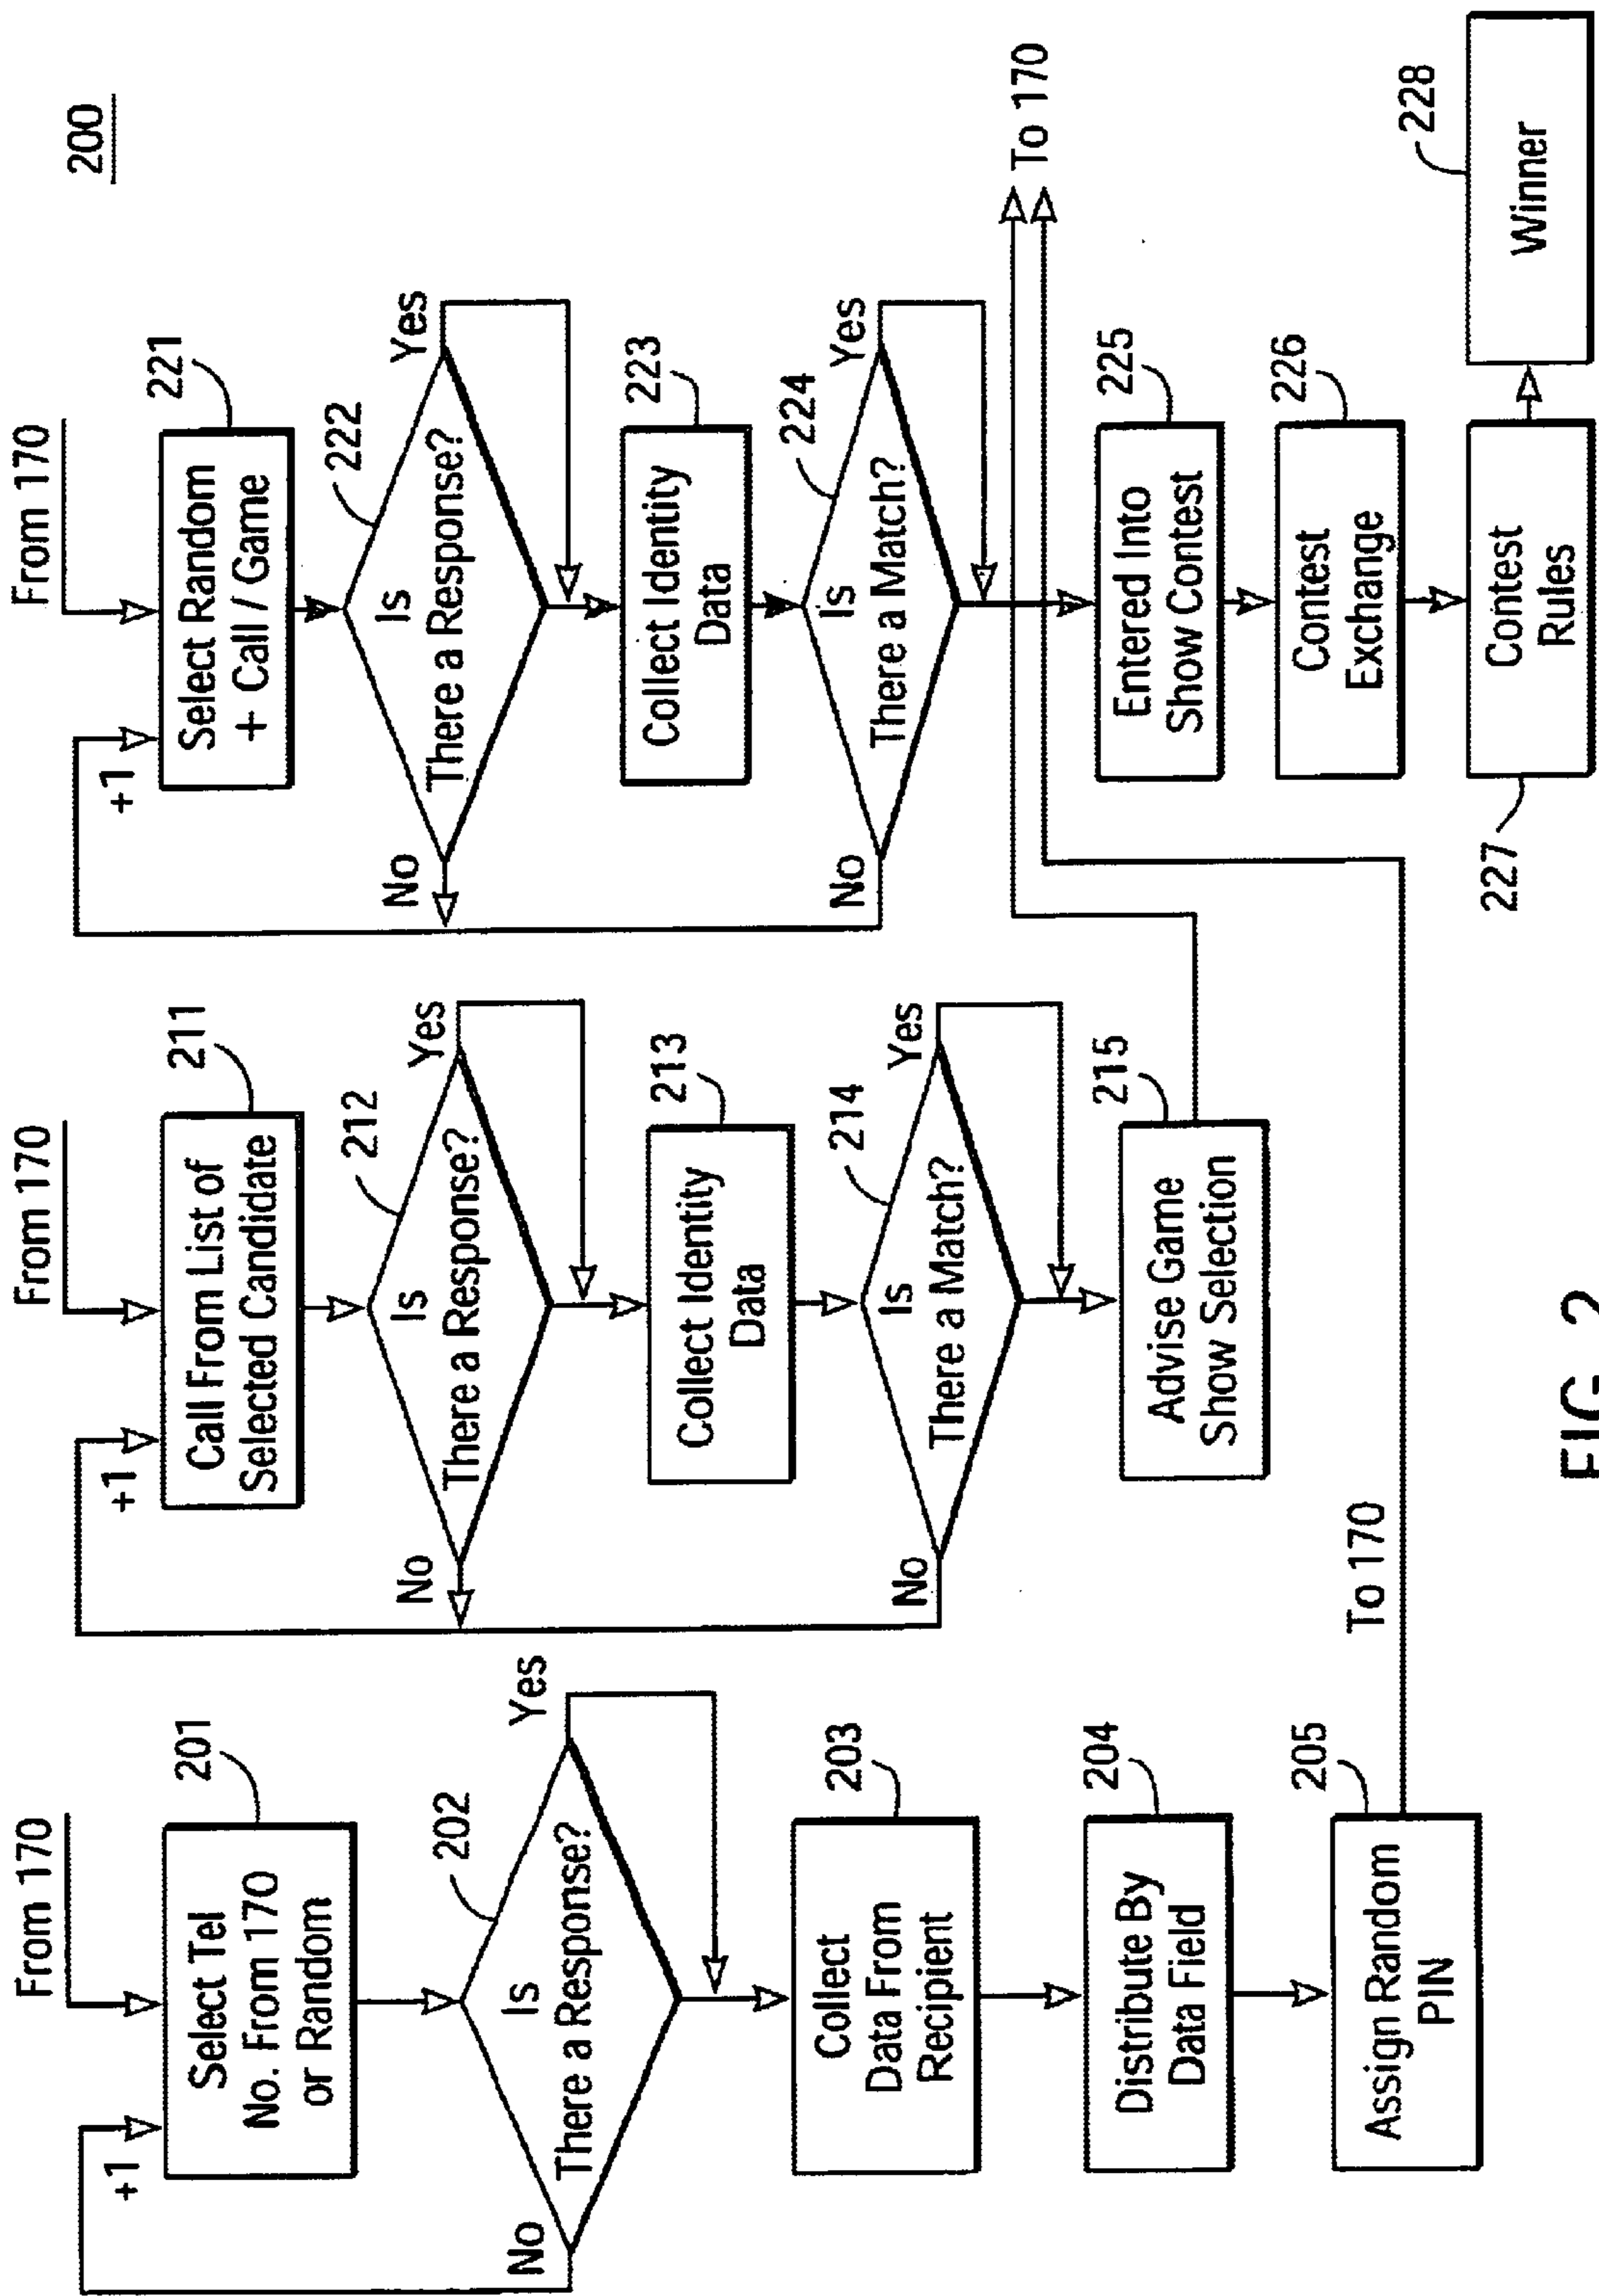 200
From 170
+1
Select Tel
No. From 170
or Random
201
Is
There a Response?
202
Yes
No
Collect
Data From
Recipient
203
Distribute By
Data Field
204
Assign Random
PIN
205
To 170
From 170
+1
Call From List of
Selected Candidate
211
Is
There a Response?
212
Yes
No
Collect Identity
Data
213
Is
There a Match?
214
Yes
No
Advise Game
Show Selection
215
From 170
+1
Select Random
+ Call / Game
221
Is
There a Response?
222
Yes
No
Collect Identity
Data
223
Is
There a Match?
224
Yes
No
To 170
Entered Into
Show Contest
225
Contest
Exchange
226
Contest
Rules
227
Winner
228
FIG. 2